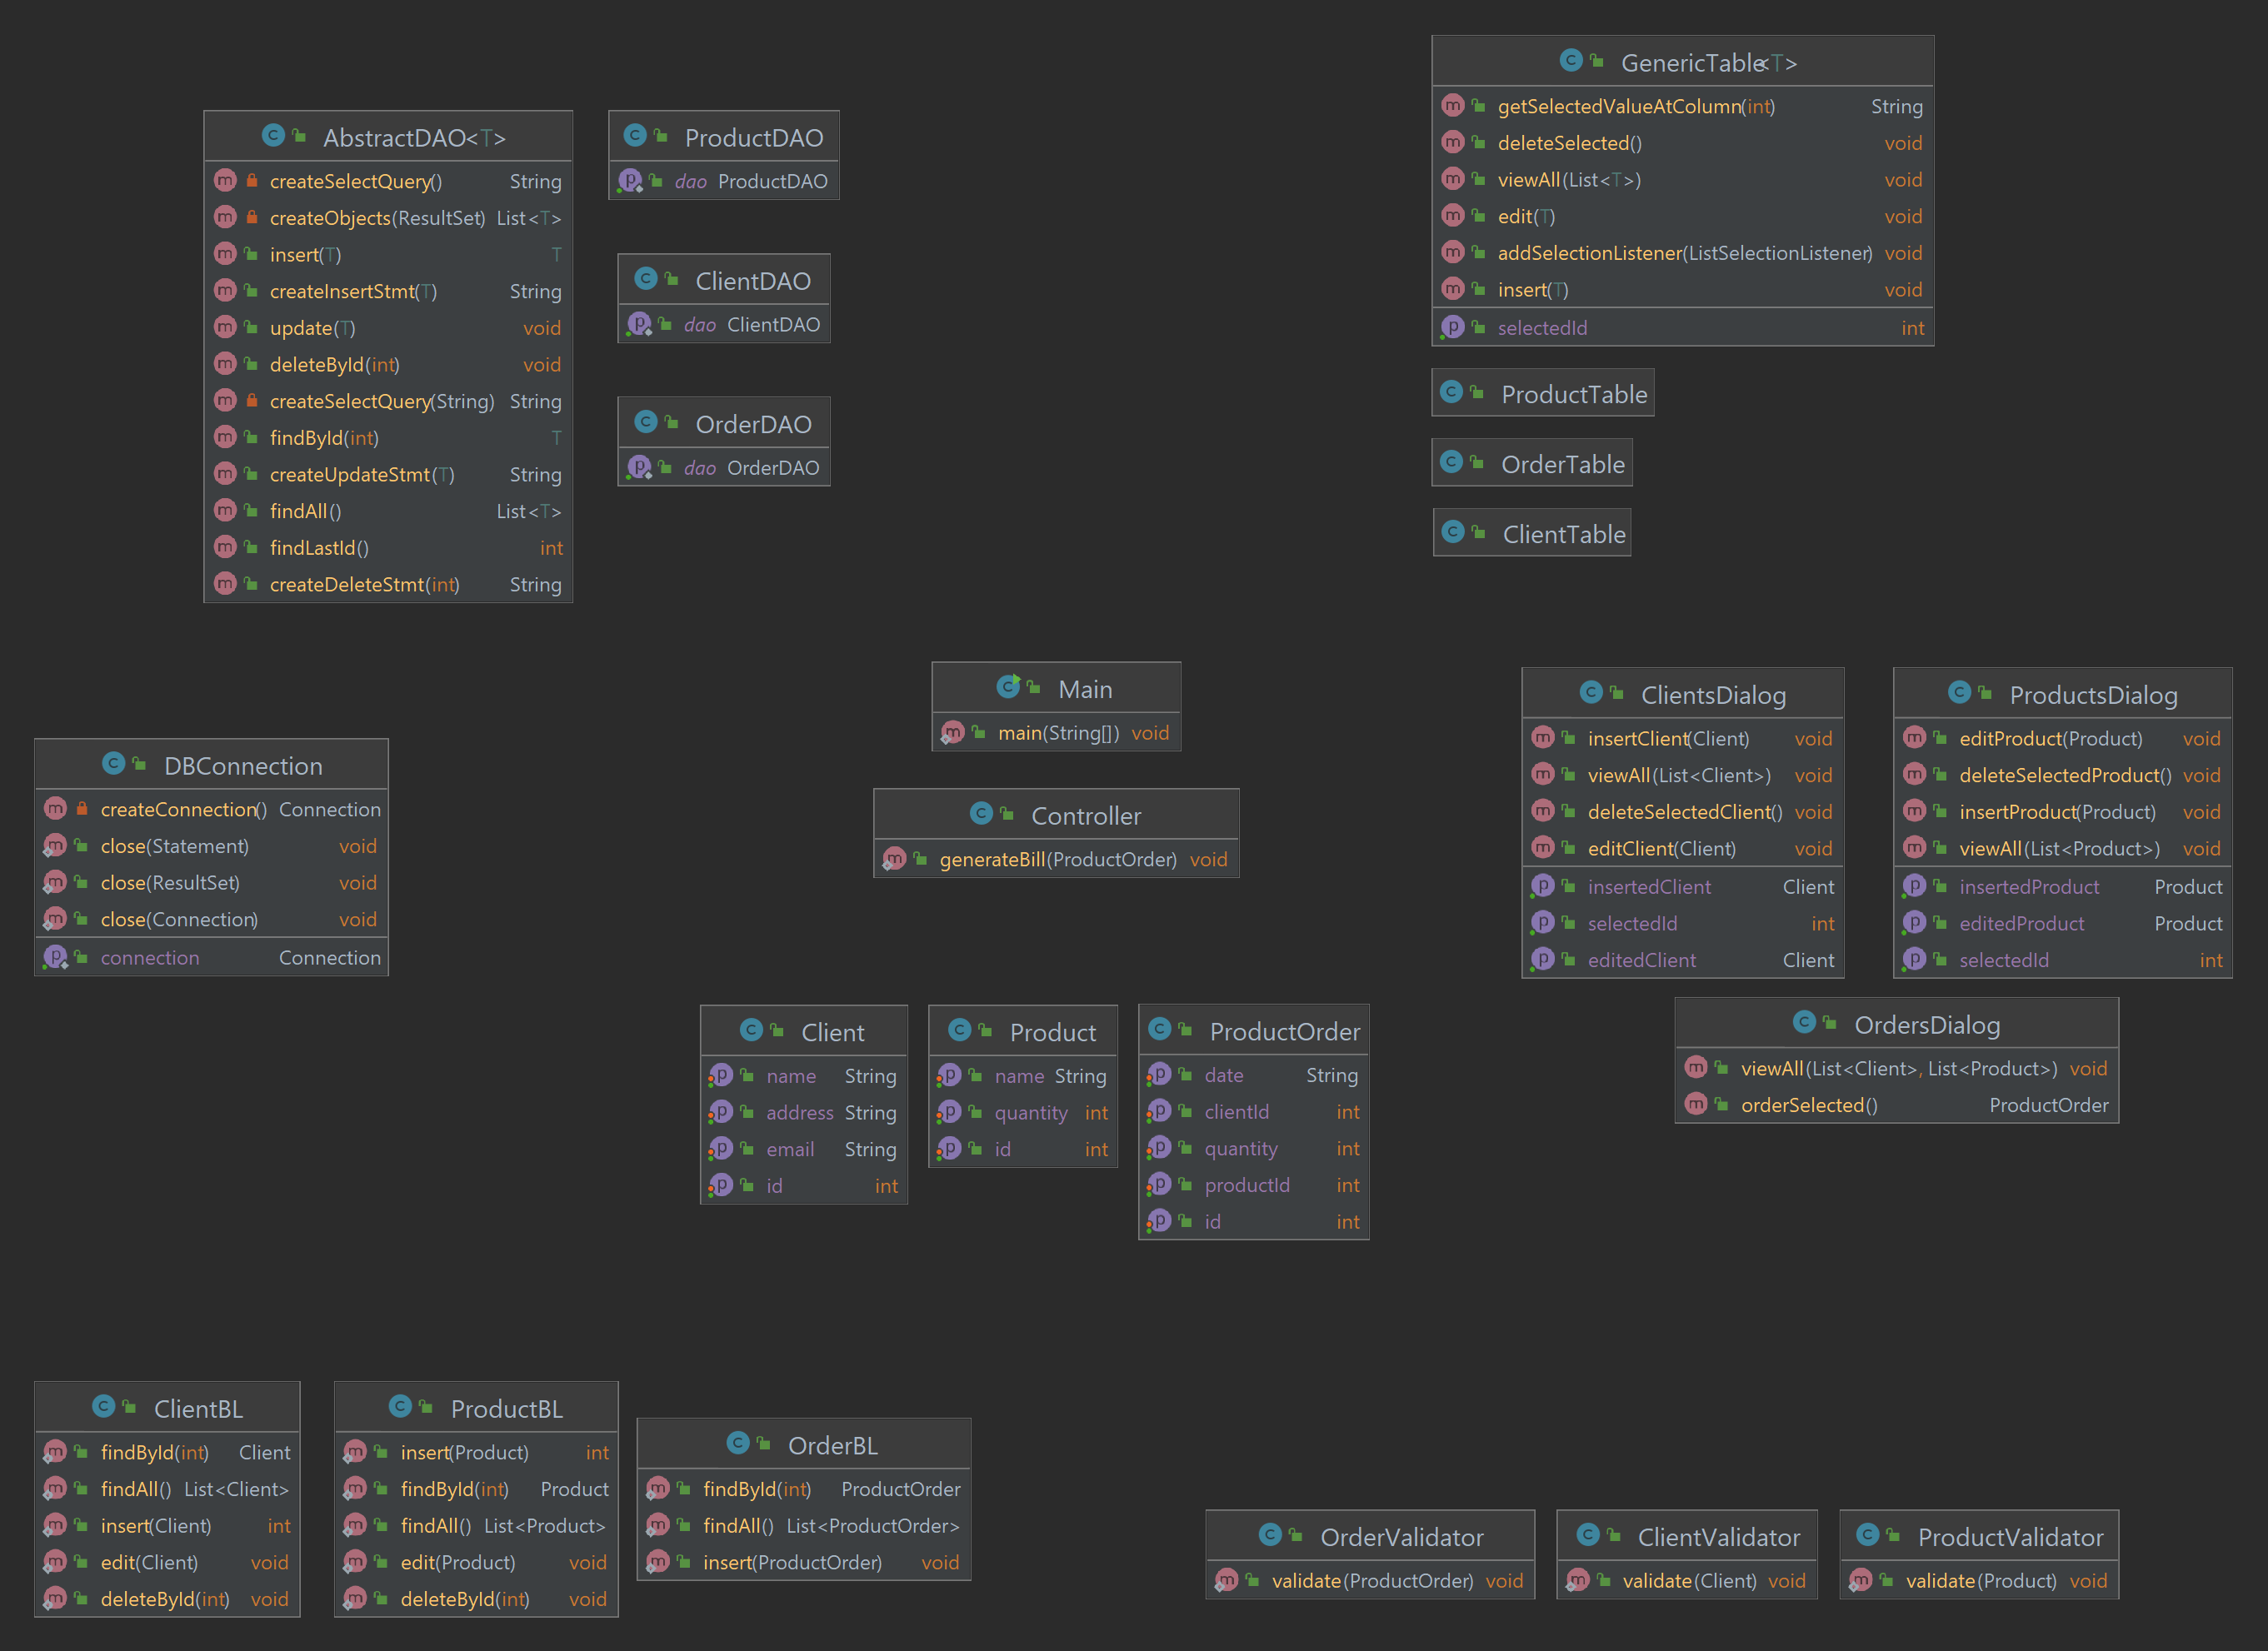 AbstractDAO<T>
createSelectQuery() String
createObjects(ResultSet) List<T>
insert(T) T
createInsertStmt(T) String
update(T) void
deleteById(int) void
createSelectQuery(String) String
findById(int) T
createUpdateStmt(T) String
findAll() List<T>
findLastId() int
createDeleteStmt(int) String
ProductDAO
dao ProductDAO
ClientDAO
dao ClientDAO
OrderDAO
dao OrderDAO
GenericTable<T>
getSelectedValueAtColumn(int) String
deleteSelected() void
viewAll(List<T>) void
edit(T) void
addSelectionListener(ListSelectionListener) void
insert(T) void
selectedId int
ProductTable
OrderTable
ClientTable
Main
main(String[]) void
Controller
generateBill(ProductOrder) void
DBConnection
createConnection() Connection
close(Statement) void
close(ResultSet) void
close(Connection) void
connection Connection
ClientsDialog
insertClient(Client) void
viewAll(List<Client>) void
deleteSelectedClient() void
editClient(Client) void
insertedClient Client
selectedId int
editedClient Client
ProductsDialog
editProduct(Product) void
deleteSelectedProduct() void
insertProduct(Product) void
viewAll(List<Product>) void
insertedProduct Product
editedProduct Product
selectedId int
OrdersDialog
viewAll(List<Client>, List<Product>) void
orderSelected() ProductOrder
Client
name String
address String
email String
id int
Product
name String
quantity int
id int
ProductOrder
date String
clientId int
quantity int
productId int
id int
ClientBL
findById(int) Client
findAll() List<Client>
insert(Client) int
edit(Client) void
deleteById(int) void
ProductBL
insert(Product) int
findById(int) Product
findAll() List<Product>
edit(Product) void
deleteById(int) void
OrderBL
findById(int) ProductOrder
findAll() List<ProductOrder>
insert(ProductOrder) void
OrderValidator
validate(ProductOrder) void
ClientValidator
validate(Client) void
ProductValidator
validate(Product) void